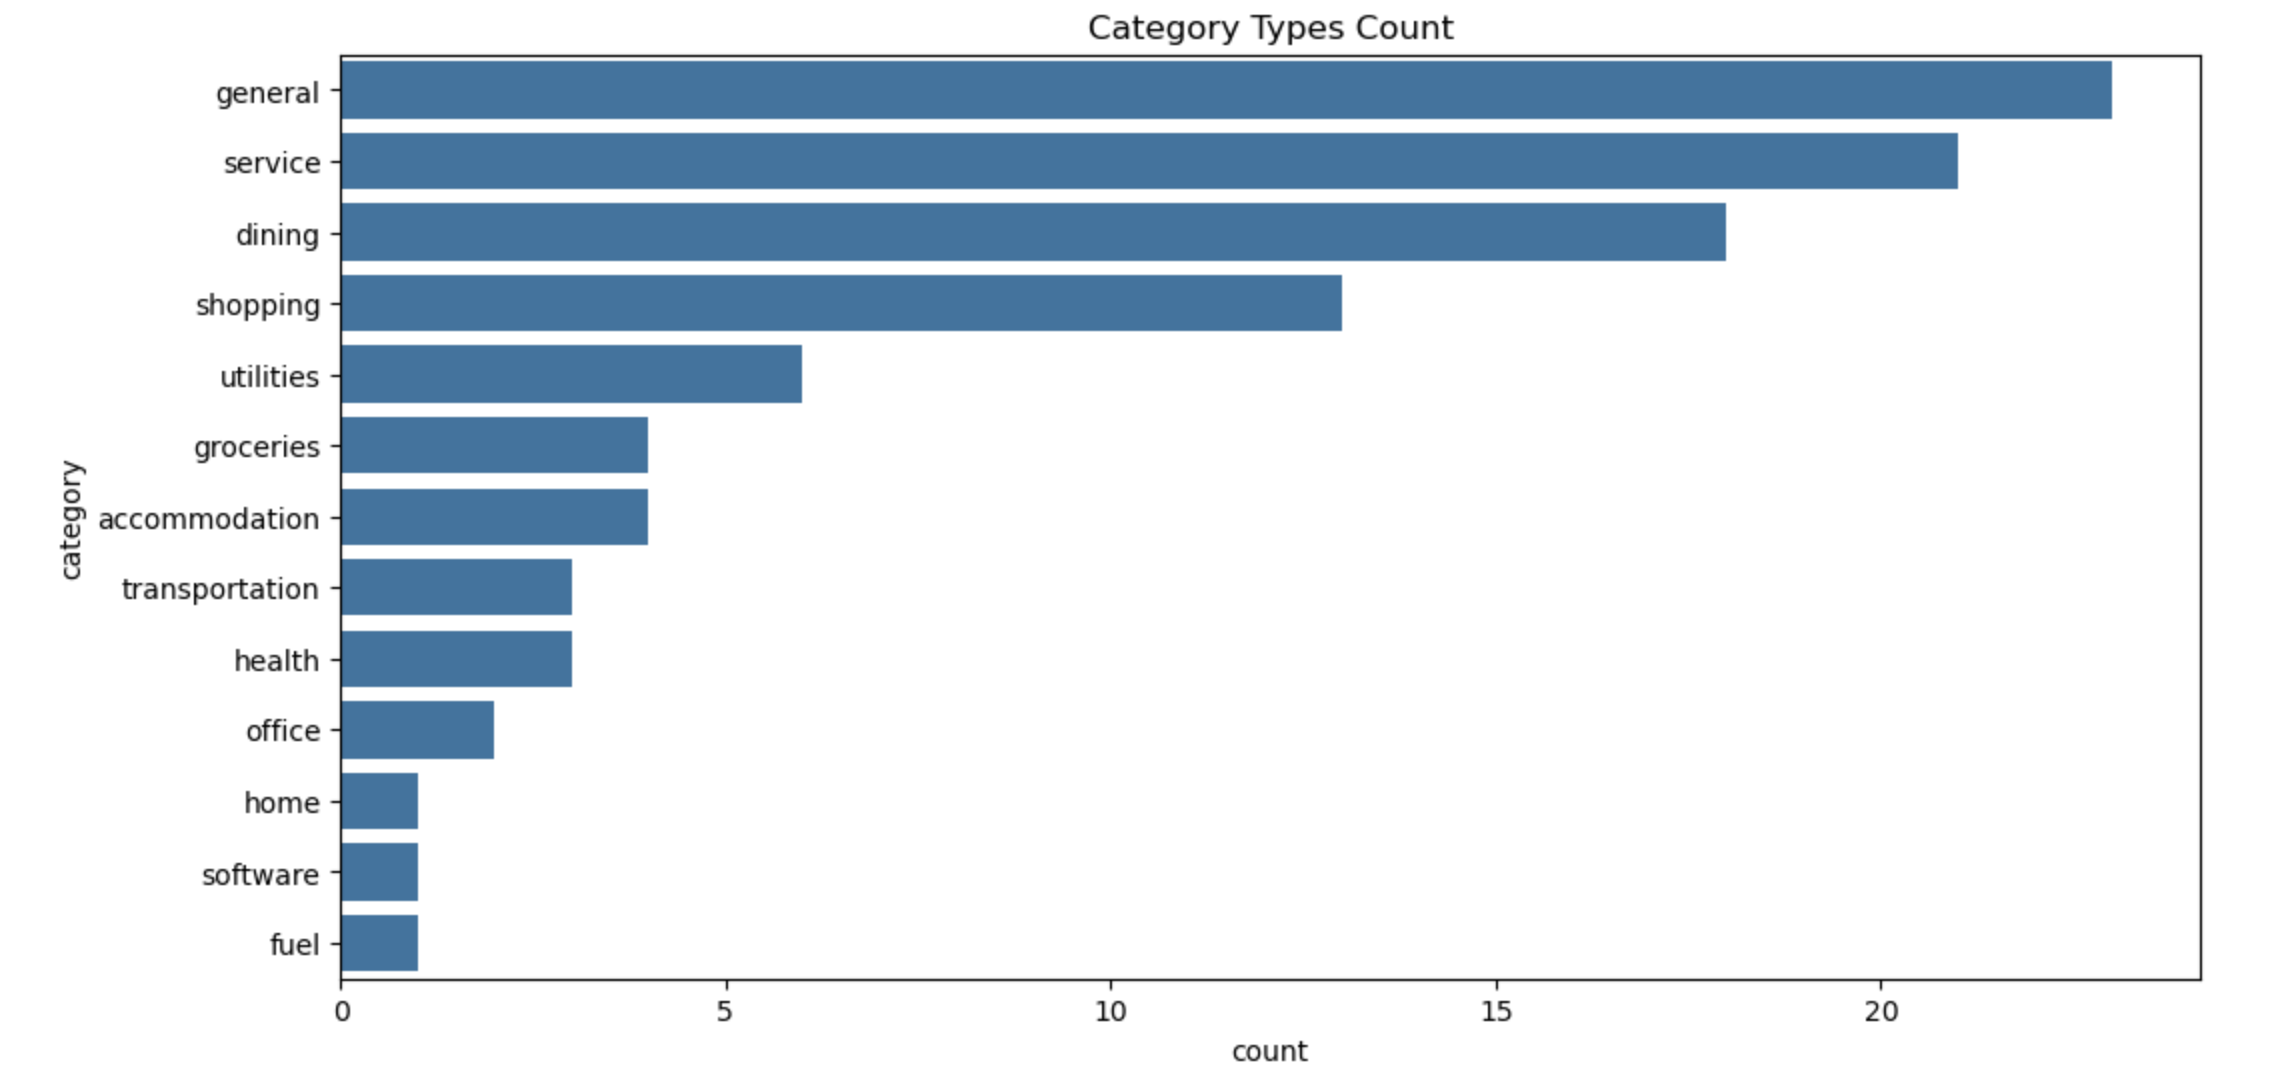 Category Types Count
general
service
dining
shopping
utilities
groceries
accommodation
transportation
health
office
home
software
fuel
category
0 5 10 15 20
count